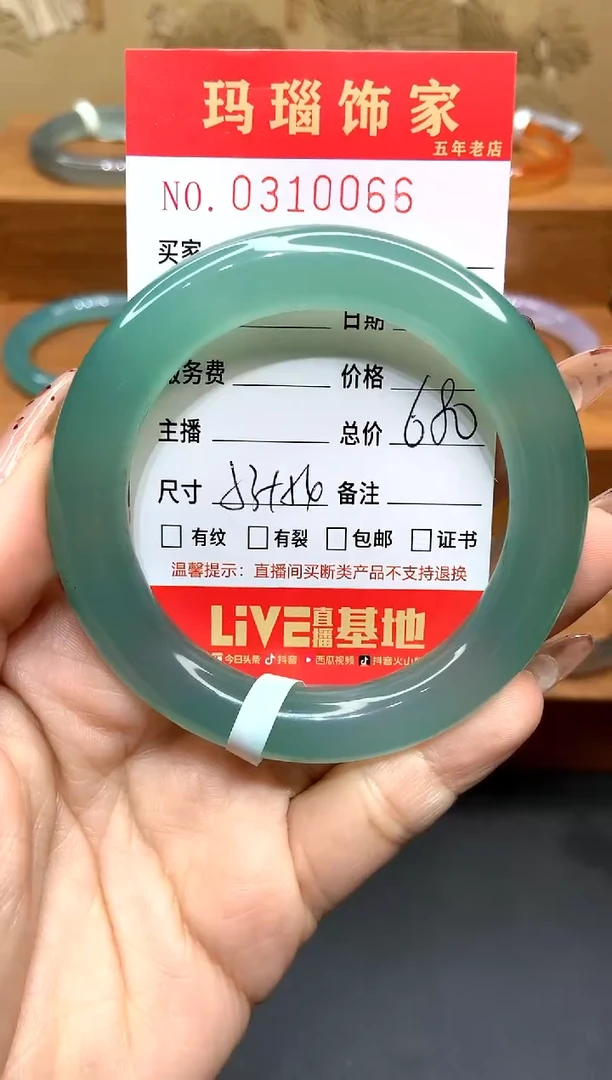 玛瑙饰家
五年老店
NO. 0310066
买家
日期
服务费 价格
主播 总价 680
尺寸 备注
有纹 有裂 包邮 证书
温馨提示：直播间买断类产品不支持退换
LiVE直播基地
今日头条 抖音 西瓜视频 抖音火山